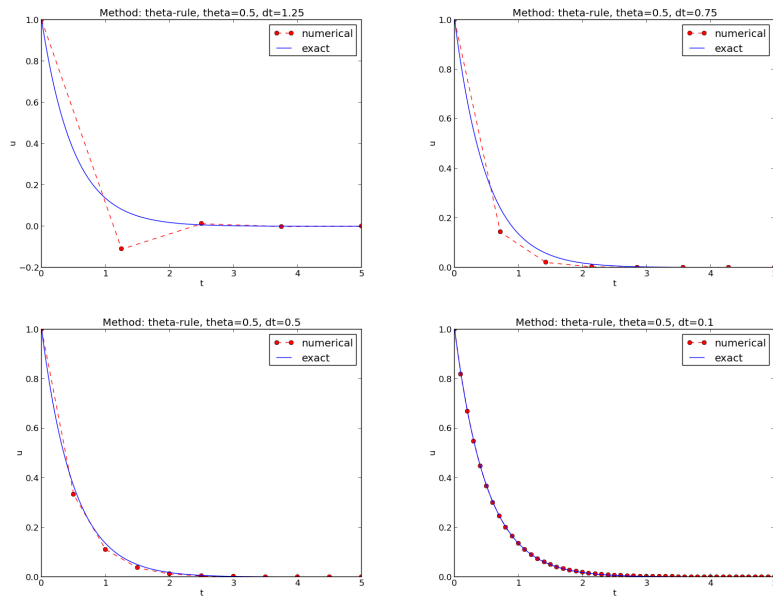 Method: theta-rule, theta=0.5, dt=1.25
1.0
0.8
0.6
0.4
0.2
0.0
−0.2
u
numerical
exact
0 1 2 3 4 5
t
Method: theta-rule, theta=0.5, dt=0.75
1.0
0.8
0.6
0.4
0.2
0.0
u
numerical
exact
0 1 2 3 4
t
Method: theta-rule, theta=0.5, dt=0.5
1.0
0.8
0.6
0.4
0.2
0.0
u
numerical
exact
0 1 2 3 4 5
t
Method: theta-rule, theta=0.5, dt=0.1
1.0
0.8
0.6
0.4
0.2
0.0
u
numerical
exact
0 1 2 3 4
t